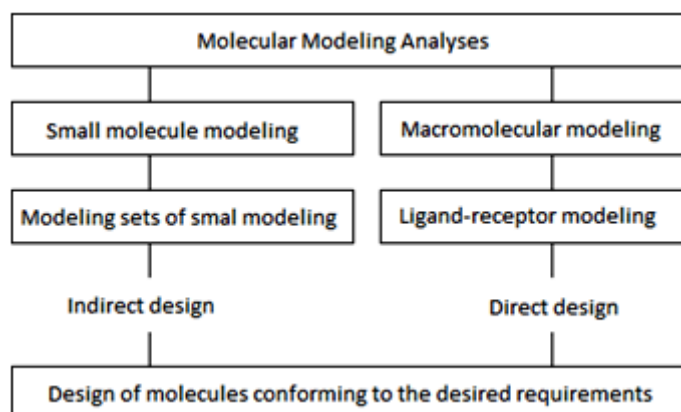 Molecular Modeling Analyses
Small molecule modeling
Macromolecular modeling
Modeling sets of smal modeling
Ligand-receptor modeling
Indirect design
Direct design
Design of molecules conforming to the desired requirements